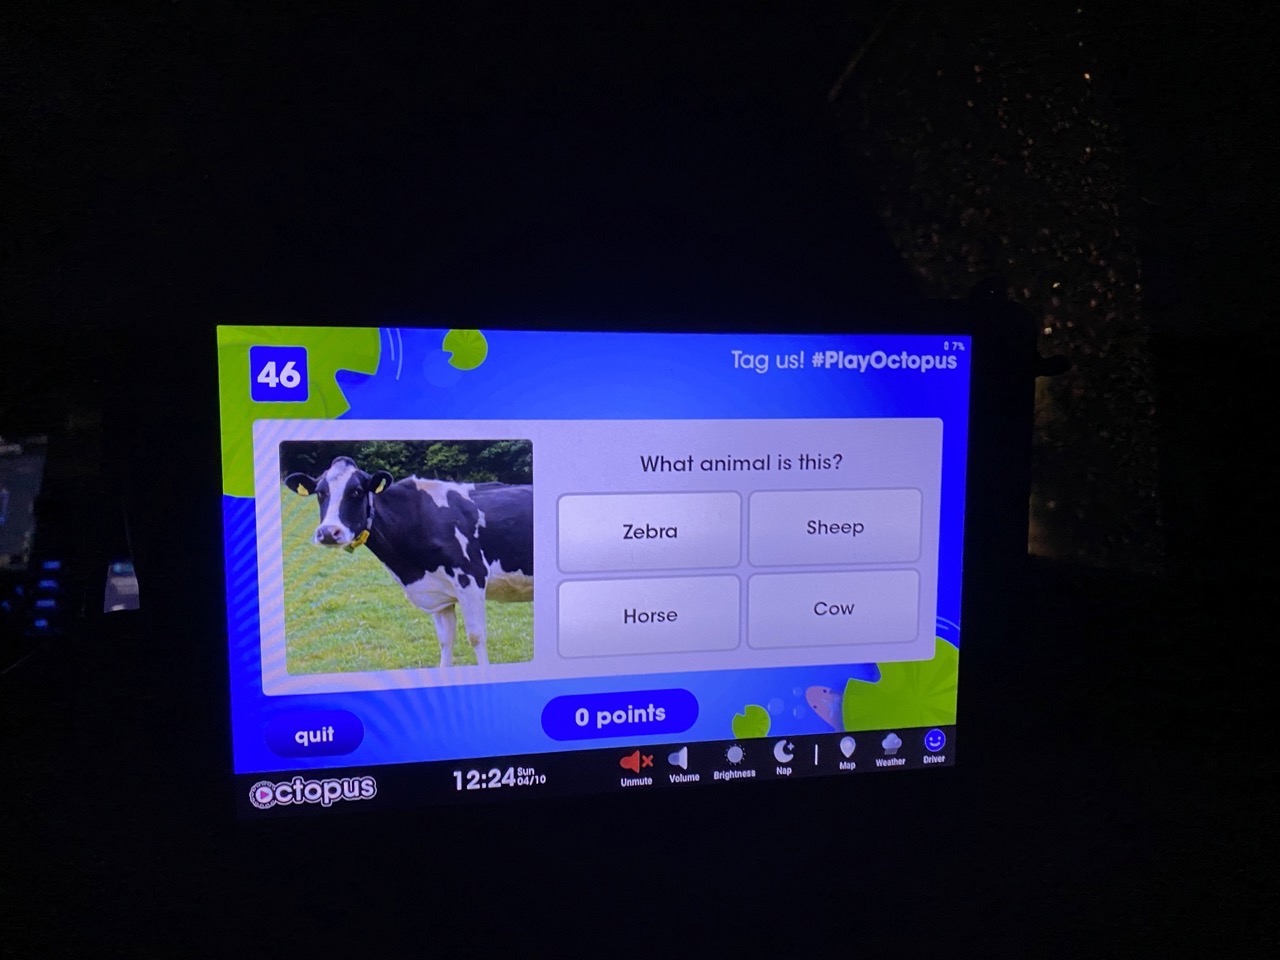 46
Tag us! #PlayOctopus
7%
What animal is this?
Zebra
Sheep
Horse
Cow
quit
0 points
Octopus
12:24
Sun
04/10
Unmute
Volume
Brightness
Nap
Map
Weather
Driver